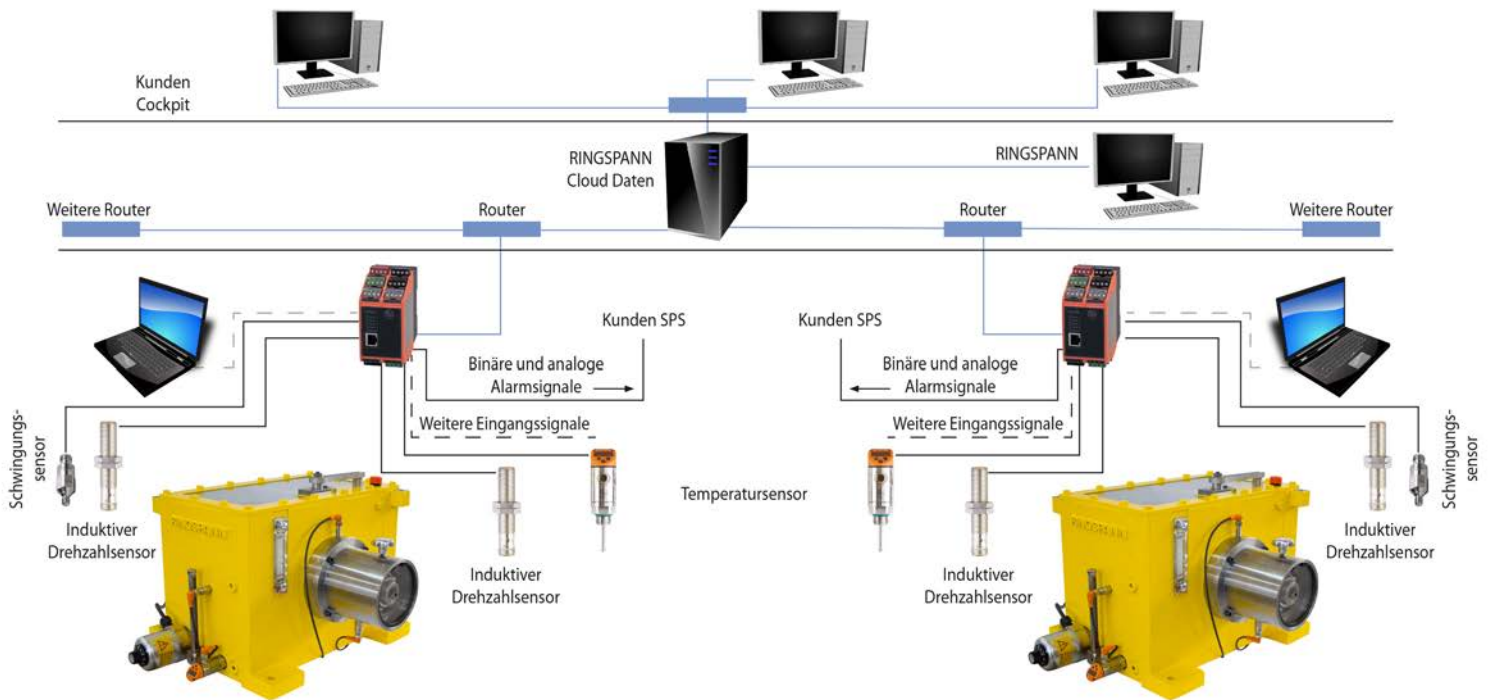 Kunden
Cockpit
RINGSPANN
Cloud Daten
RINGSPANN
Weitere Router
Router
Router
Weitere Router
Kunden SPS
Kunden SPS
Binäre und analoge
Alarmsignale
Binäre und analoge
Alarmsignale
Weitere Eingangssignale
Weitere Eingangssignale
Schwingungs-
sensor
Schwingungs-
sensor
Temperatursensor
Induktiver
Drehzahlsensor
Induktiver
Drehzahlsensor
Induktiver
Drehzahlsensor
Induktiver
Drehzahlsensor
RINGSPANN
RINGSPANN